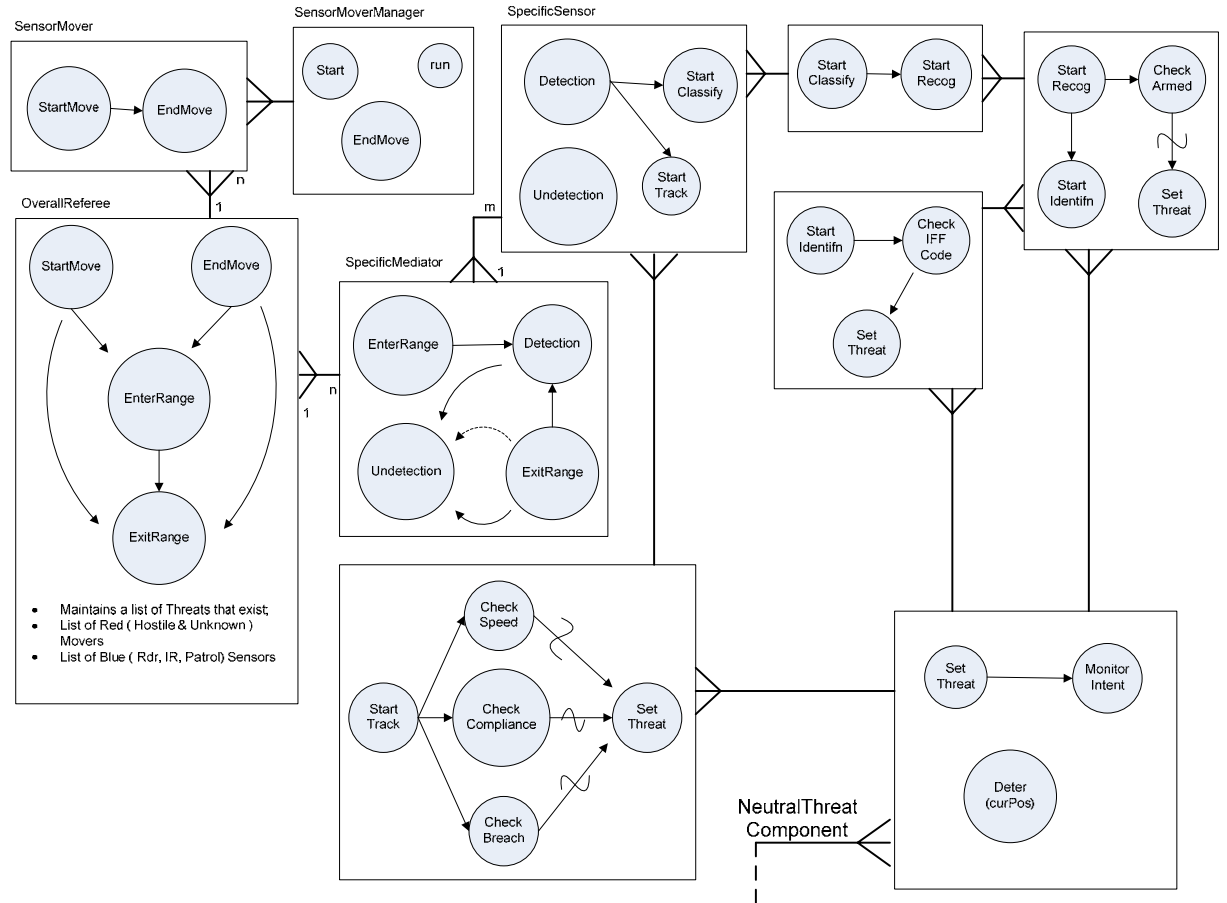 SensorMover
SensorMoverManager
SpecificSensor
StartMove
EndMove
Start
run
EndMove
Detection
Start
Classify
Undetection
Start
Track
Start
Classify
Start
Recog
Start
Recog
Check
Armed
Start
Identifn
Set
Threat
n
1
OverallReferee
StartMove
EndMove
EnterRange
ExitRange
• Maintains a list of Threats that exist;
• List of Red ( Hostile & Unknown )
Movers
• List of Blue ( Rdr, IR, Patrol) Sensors
m
1
SpecificMediator
EnterRange
Detection
Undetection
ExitRange
n
1
Start
Identifn
Check
IFF
Code
Set
Threat
Check
Speed
Start
Track
Check
Compliance
Set
Threat
Check
Breach
Set
Threat
Monitor
Intent
Deter
(curPos)
NeutralThreat
Component